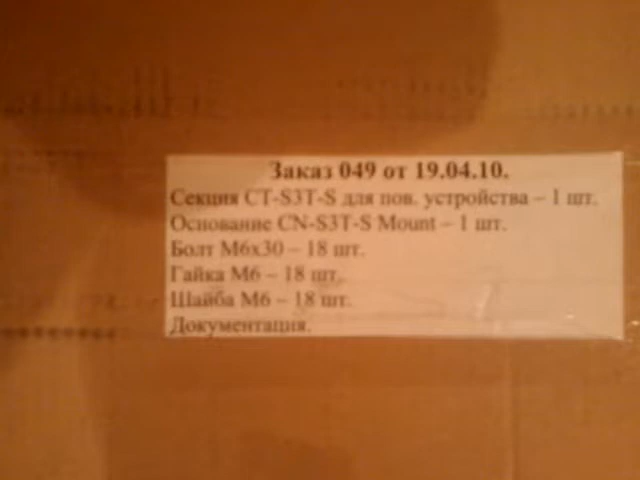 Заказ 049 от 19.04.10.
Секция CT-S3T-S для пов. устройства – 1 шт.
Основание CN-S3T-S Mount – 1 шт.
Болт М6х30 – 18 шт.
Гайка М6 – 18 шт.
Шайба М6 – 18 шт.
Документация.